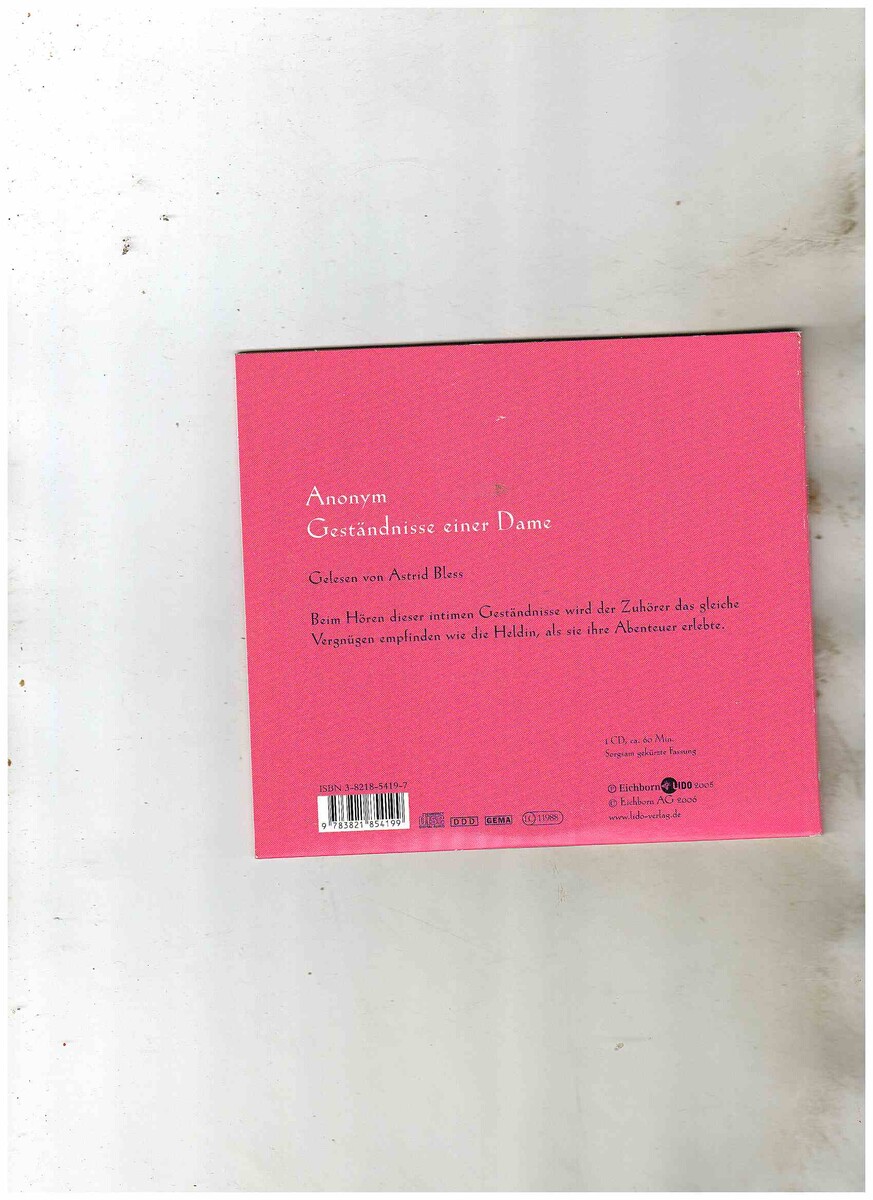 Anonym
Geständnisse einer Dame
Gelesen von Astrid Bless
Beim Hören dieser intimen Geständnisse wird der Zuhörer das gleiche
Vergnügen empfinden wie die Heldin, als sie ihre Abenteuer erlebte.
1 CD, ca. 60 Min.
Sorgsam gekürzte Fassung
ISBN 3-8218-5419-7
9 783821 854199
DDD GEMA LC 11988
℗ Eichborn LIDO 2006
© Eichborn AG 2006
www.lido-verlag.de